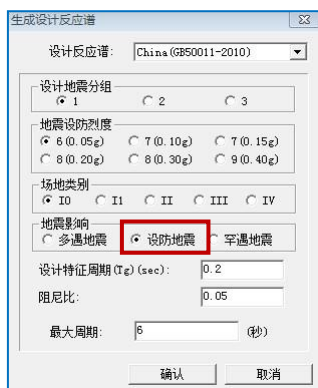 生成设计反应谱
设计反应谱: China(GB50011-2010)
设计地震分组
1 2 3
地震设防烈度
6(0.05g) 7(0.10g) 7(0.15g)
8(0.20g) 8(0.30g) 9(0.40g)
场地类别
I0 I1 II III IV
地震影响
多遇地震 设防地震 罕遇地震
设计特征周期(Tg)(sec): 0.2
阻尼比: 0.05
最大周期: 6 (秒)
确认 取消